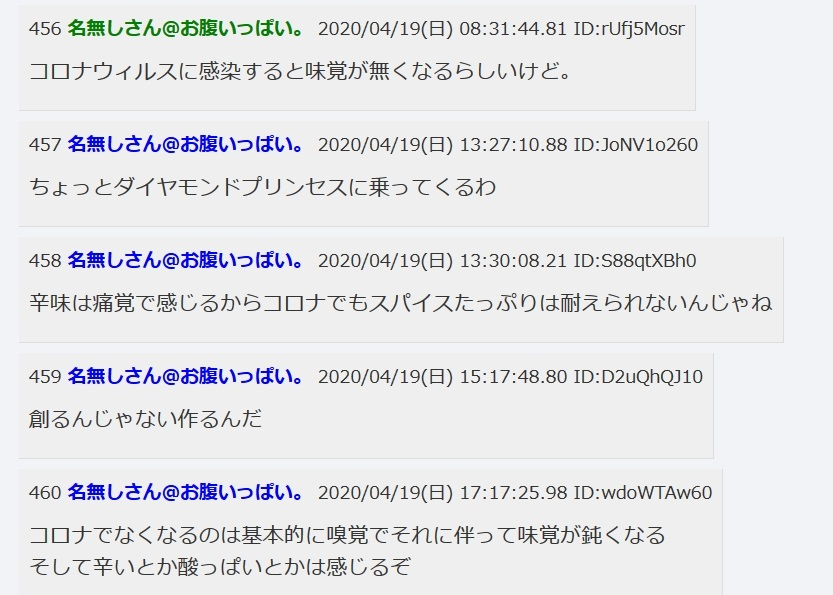 456 名無しさん@お腹いっぱい。 2020/04/19(日) 08:31:44.81 ID:rUfj5Mosr
コロナウィルスに感染すると味覚が無くなるらしいけど。
457 名無しさん@お腹いっぱい。 2020/04/19(日) 13:27:10.88 ID:JoNV1o260
ちょっとダイヤモンドプリンセスに乗ってくるわ
458 名無しさん@お腹いっぱい。 2020/04/19(日) 13:30:08.21 ID:S88qtXBh0
辛味は痛覚で感じるからコロナでもスパイスたっぷりは耐えられないんじゃね
459 名無しさん@お腹いっぱい。 2020/04/19(日) 15:17:48.80 ID:D2uQhQJ10
創るんじゃない作るんだ
460 名無しさん@お腹いっぱい。 2020/04/19(日) 17:17:25.98 ID:wdoWTAw60
コロナでなくなるのは基本的に嗅覚でそれに伴って味覚が鈍くなる
そして辛いとか酸っぱいとかは感じるぞ